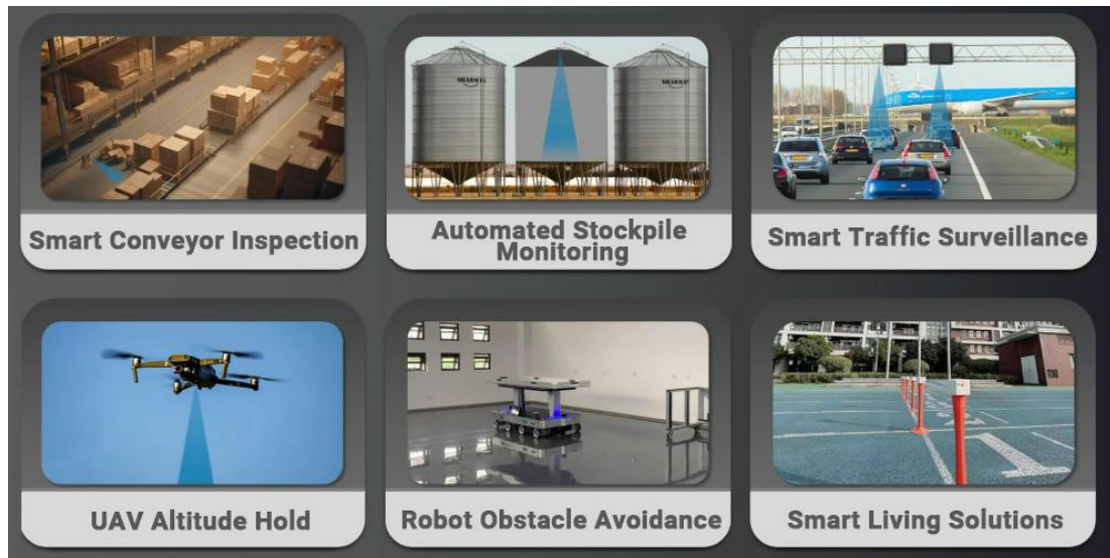 Smart Conveyor Inspection
Automated Stockpile
Monitoring
Smart Traffic Surveillance
UAV Altitude Hold
Robot Obstacle Avoidance
Smart Living Solutions